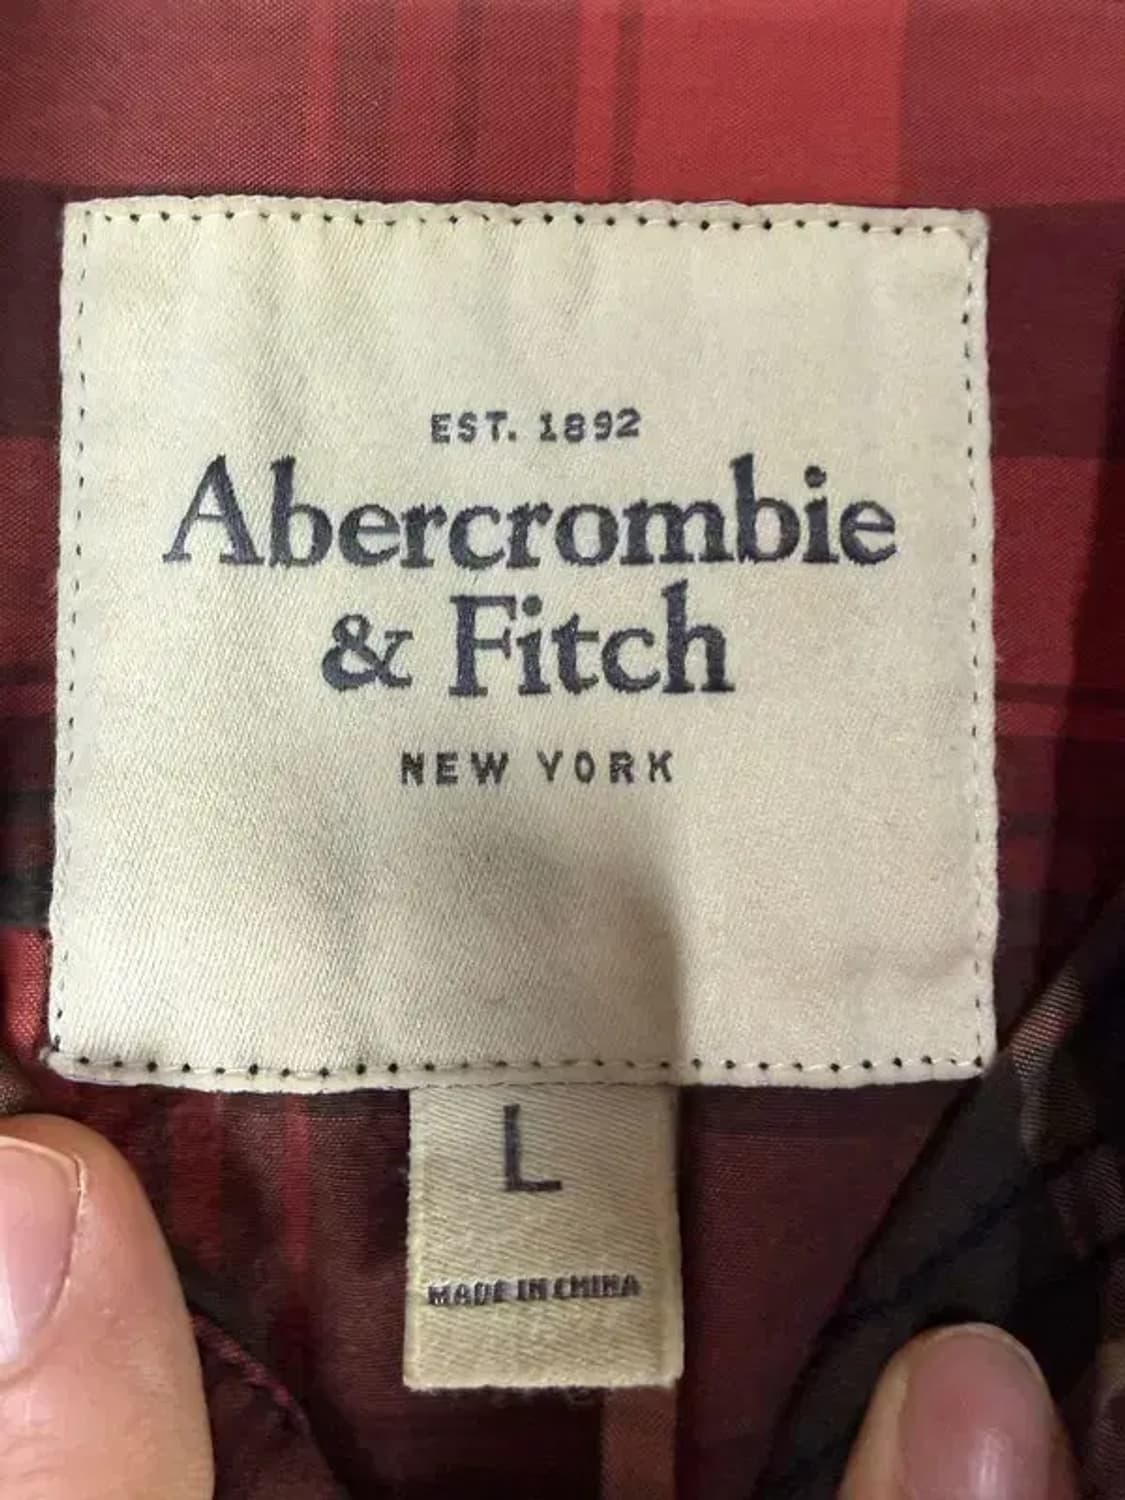 EST. 1892
Abercrombie
& Fitch
NEW YORK
L
MADE IN CHINA